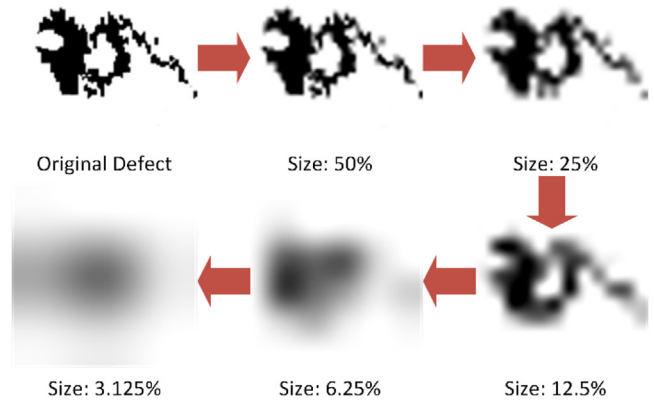 Original Defect
Size: 50%
Size: 25%
Size: 3.125%
Size: 6.25%
Size: 12.5%